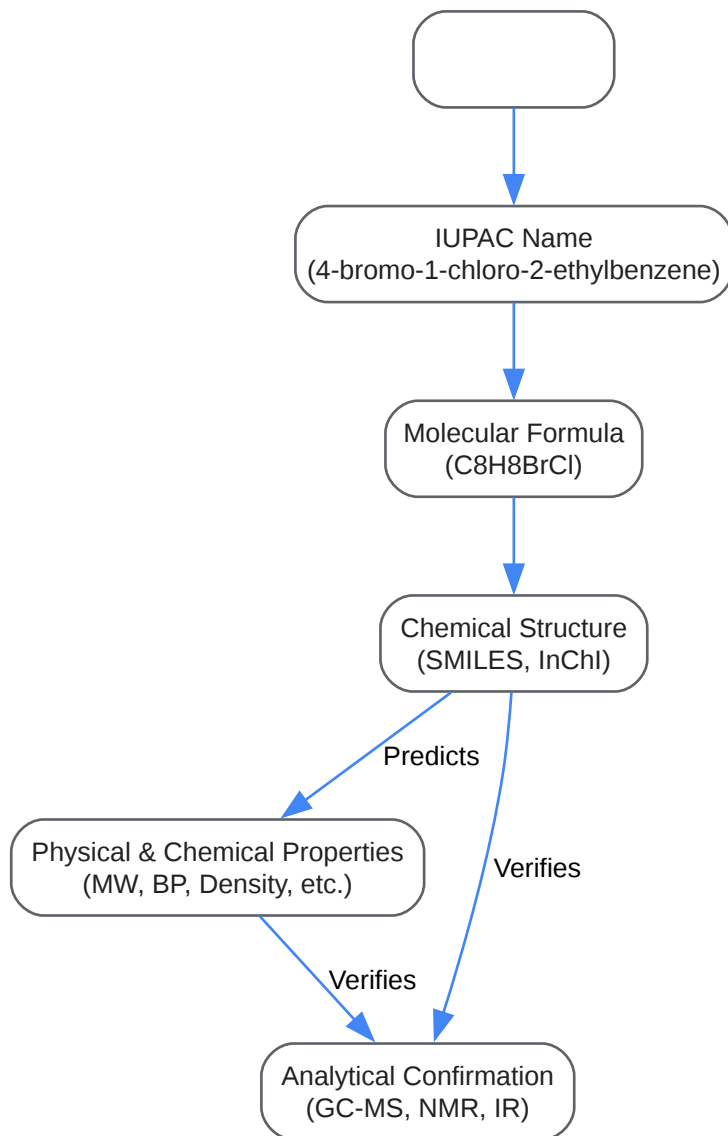 IUPAC Name
(4-bromo-1-chloro-2-ethylbenzene)
Molecular Formula
(C8H8BrCl)
Chemical Structure
(SMILES, InChI)
Predicts
Physical & Chemical Properties
(MW, BP, Density, etc.)
Verifies
Verifies
Analytical Confirmation
(GC-MS, NMR, IR)